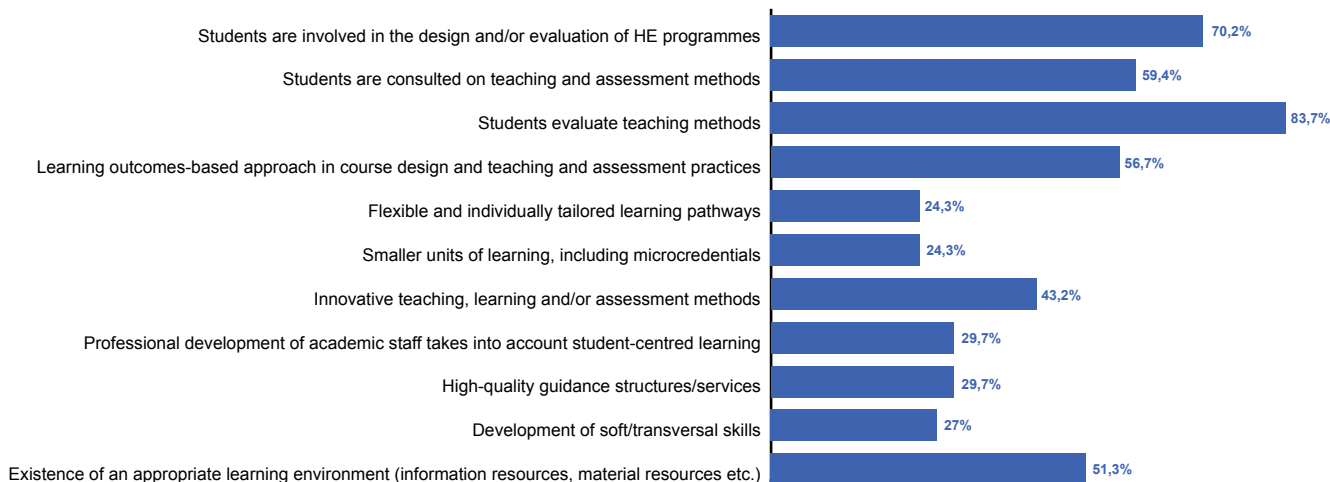 Students are involved in the design and/or evaluation of HE programmes 70,2%
Students are consulted on teaching and assessment methods 59,4%
Students evaluate teaching methods 83,7%
Learning outcomes-based approach in course design and teaching and assessment practices 56,7%
Flexible and individually tailored learning pathways 24,3%
Smaller units of learning, including microcredentials 24,3%
Innovative teaching, learning and/or assessment methods 43,2%
Professional development of academic staff takes into account student-centred learning 29,7%
High-quality guidance structures/services 29,7%
Development of soft/transversal skills 27%
Existence of an appropriate learning environment (information resources, material resources etc.) 51,3%